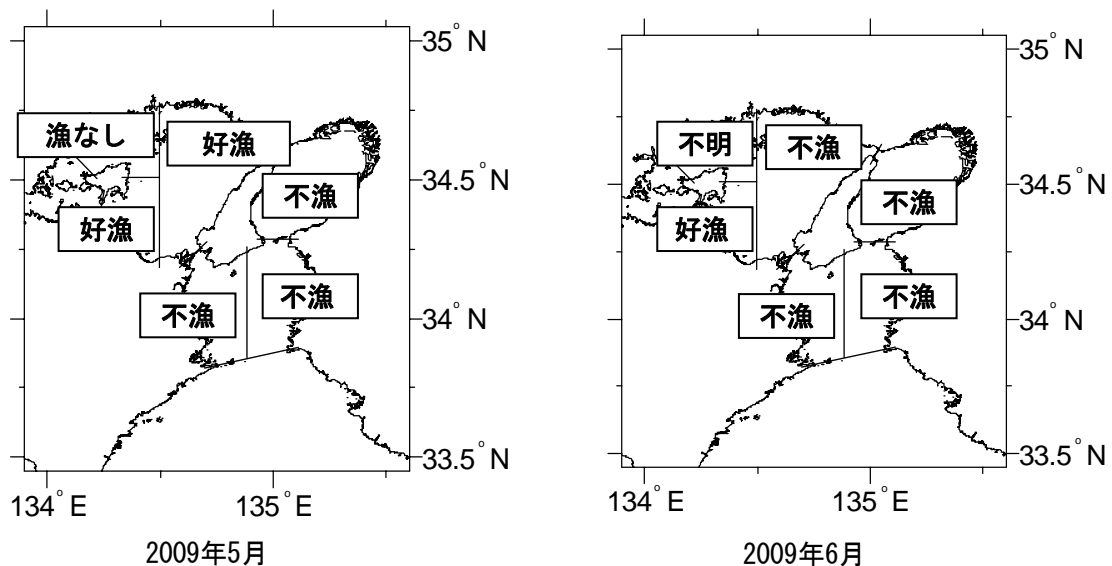 35° N
漁なし
好漁
34.5° N
不漁
好漁
不漁
不漁
34° N
33.5° N
134° E
135° E
2009年5月
35° N
不明
不漁
34.5° N
不漁
好漁
不漁
不漁
34° N
33.5° N
134° E
135° E
2009年6月